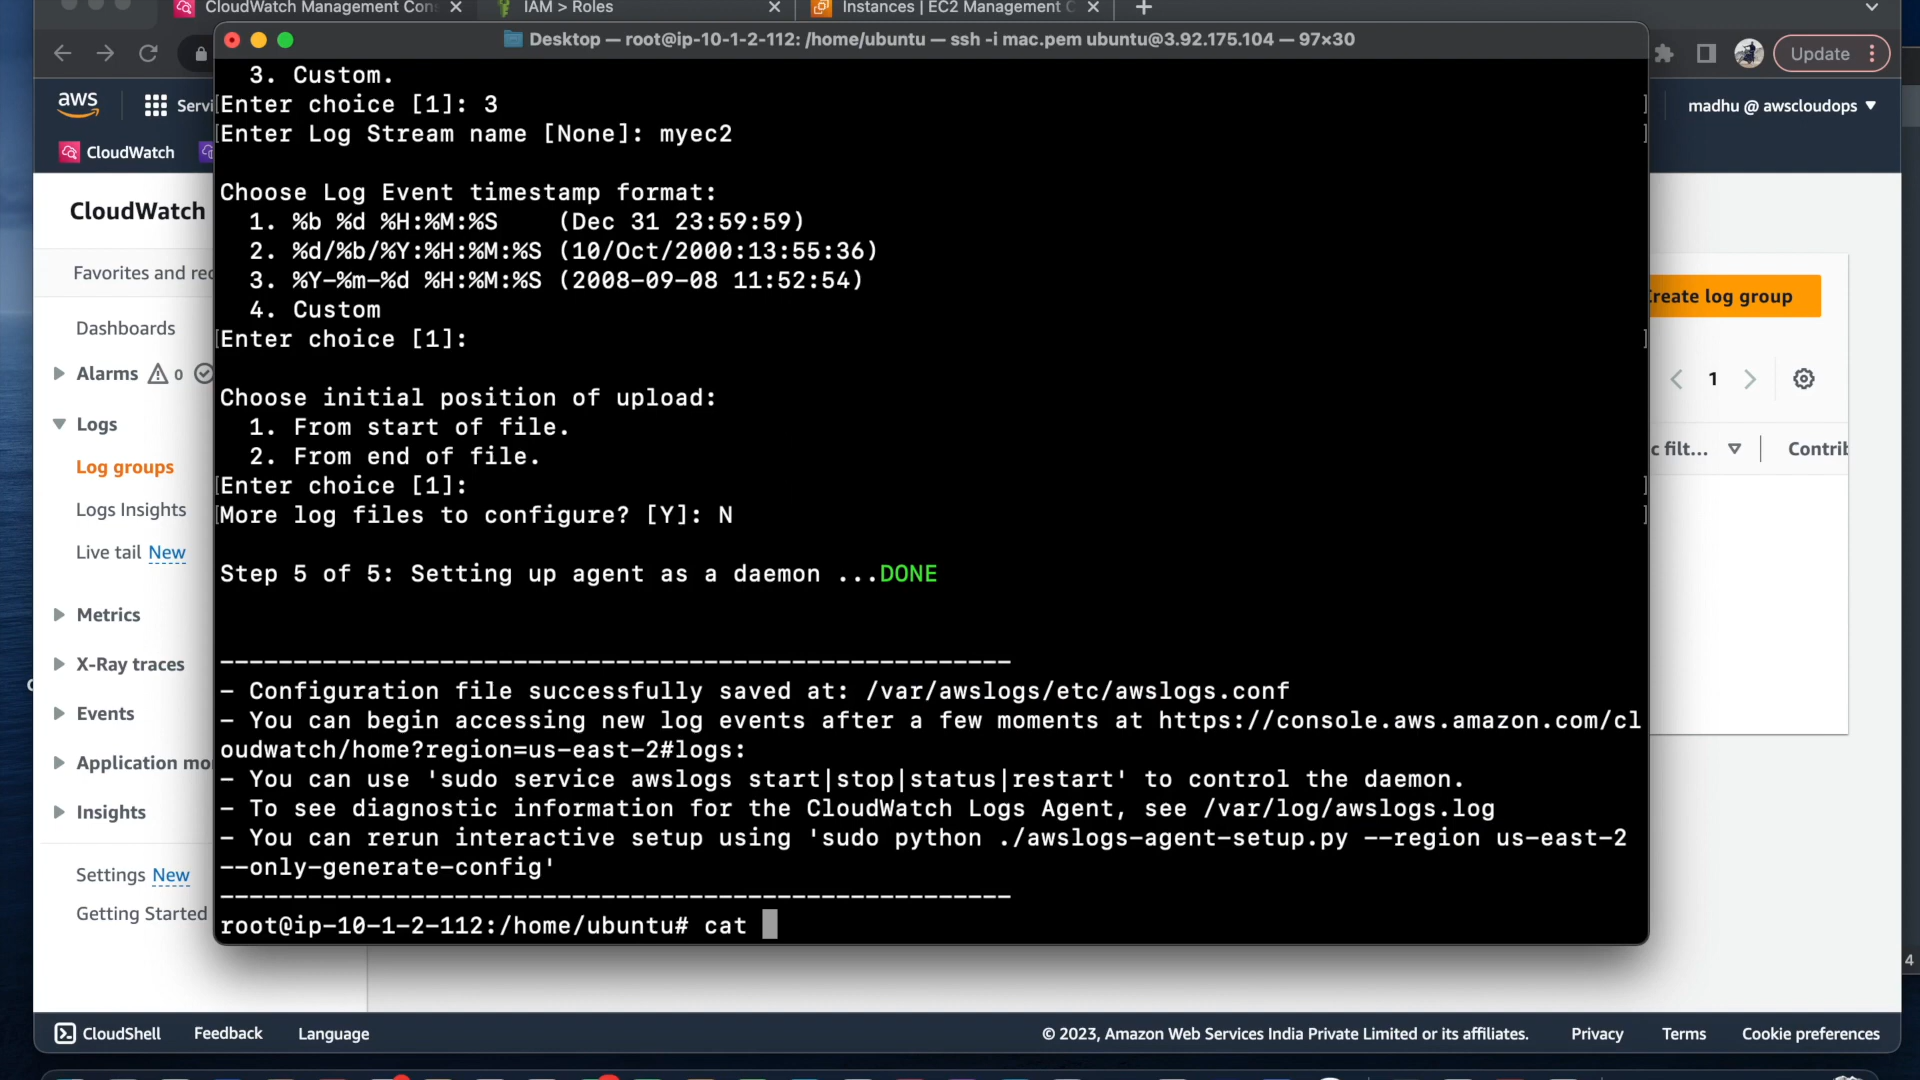 CloudWatch Management Con
IAM > Roles
Instances | EC2 Management C
Desktop — root@ip-10-1-2-112: /home/ubuntu — ssh -i mac.pem ubuntu@3.92.175.104 — 97×30
Update
aws
Servi
madhu @ awscloudops
CloudWatch
CloudWatch
Favorites and rec
Dashboards
Alarms 0
Logs
Log groups
Logs Insights
Live tail New
Metrics
X-Ray traces
Events
Application mo
Insights
Settings New
Getting Started
3. Custom.
Enter choice [1]: 3
Enter Log Stream name [None]: myec2
Choose Log Event timestamp format:
1. %b %d %H:%M:%S    (Dec 31 23:59:59)
2. %d/%b/%Y:%H:%M:%S (10/Oct/2000:13:55:36)
3. %Y-%m-%d %H:%M:%S (2008-09-08 11:52:54)
4. Custom
Enter choice [1]:
Choose initial position of upload:
1. From start of file.
2. From end of file.
Enter choice [1]:
More log files to configure? [Y]: N
Step 5 of 5: Setting up agent as a daemon ...DONE
------------------------------------------------------
- Configuration file successfully saved at: /var/awslogs/etc/awslogs.conf
- You can begin accessing new log events after a few moments at https://console.aws.amazon.com/cl
oudwatch/home?region=us-east-2#logs:
- You can use 'sudo service awslogs start|stop|status|restart' to control the daemon.
- To see diagnostic information for the CloudWatch Logs Agent, see /var/log/awslogs.log
- You can rerun interactive setup using 'sudo python ./awslogs-agent-setup.py --region us-east-2
--only-generate-config'
------------------------------------------------------
root@ip-10-1-2-112:/home/ubuntu# cat
reate log group
1
c filt...
Contrib
4
CloudShell
Feedback
Language
© 2023, Amazon Web Services India Private Limited or its affiliates.
Privacy
Terms
Cookie preferences